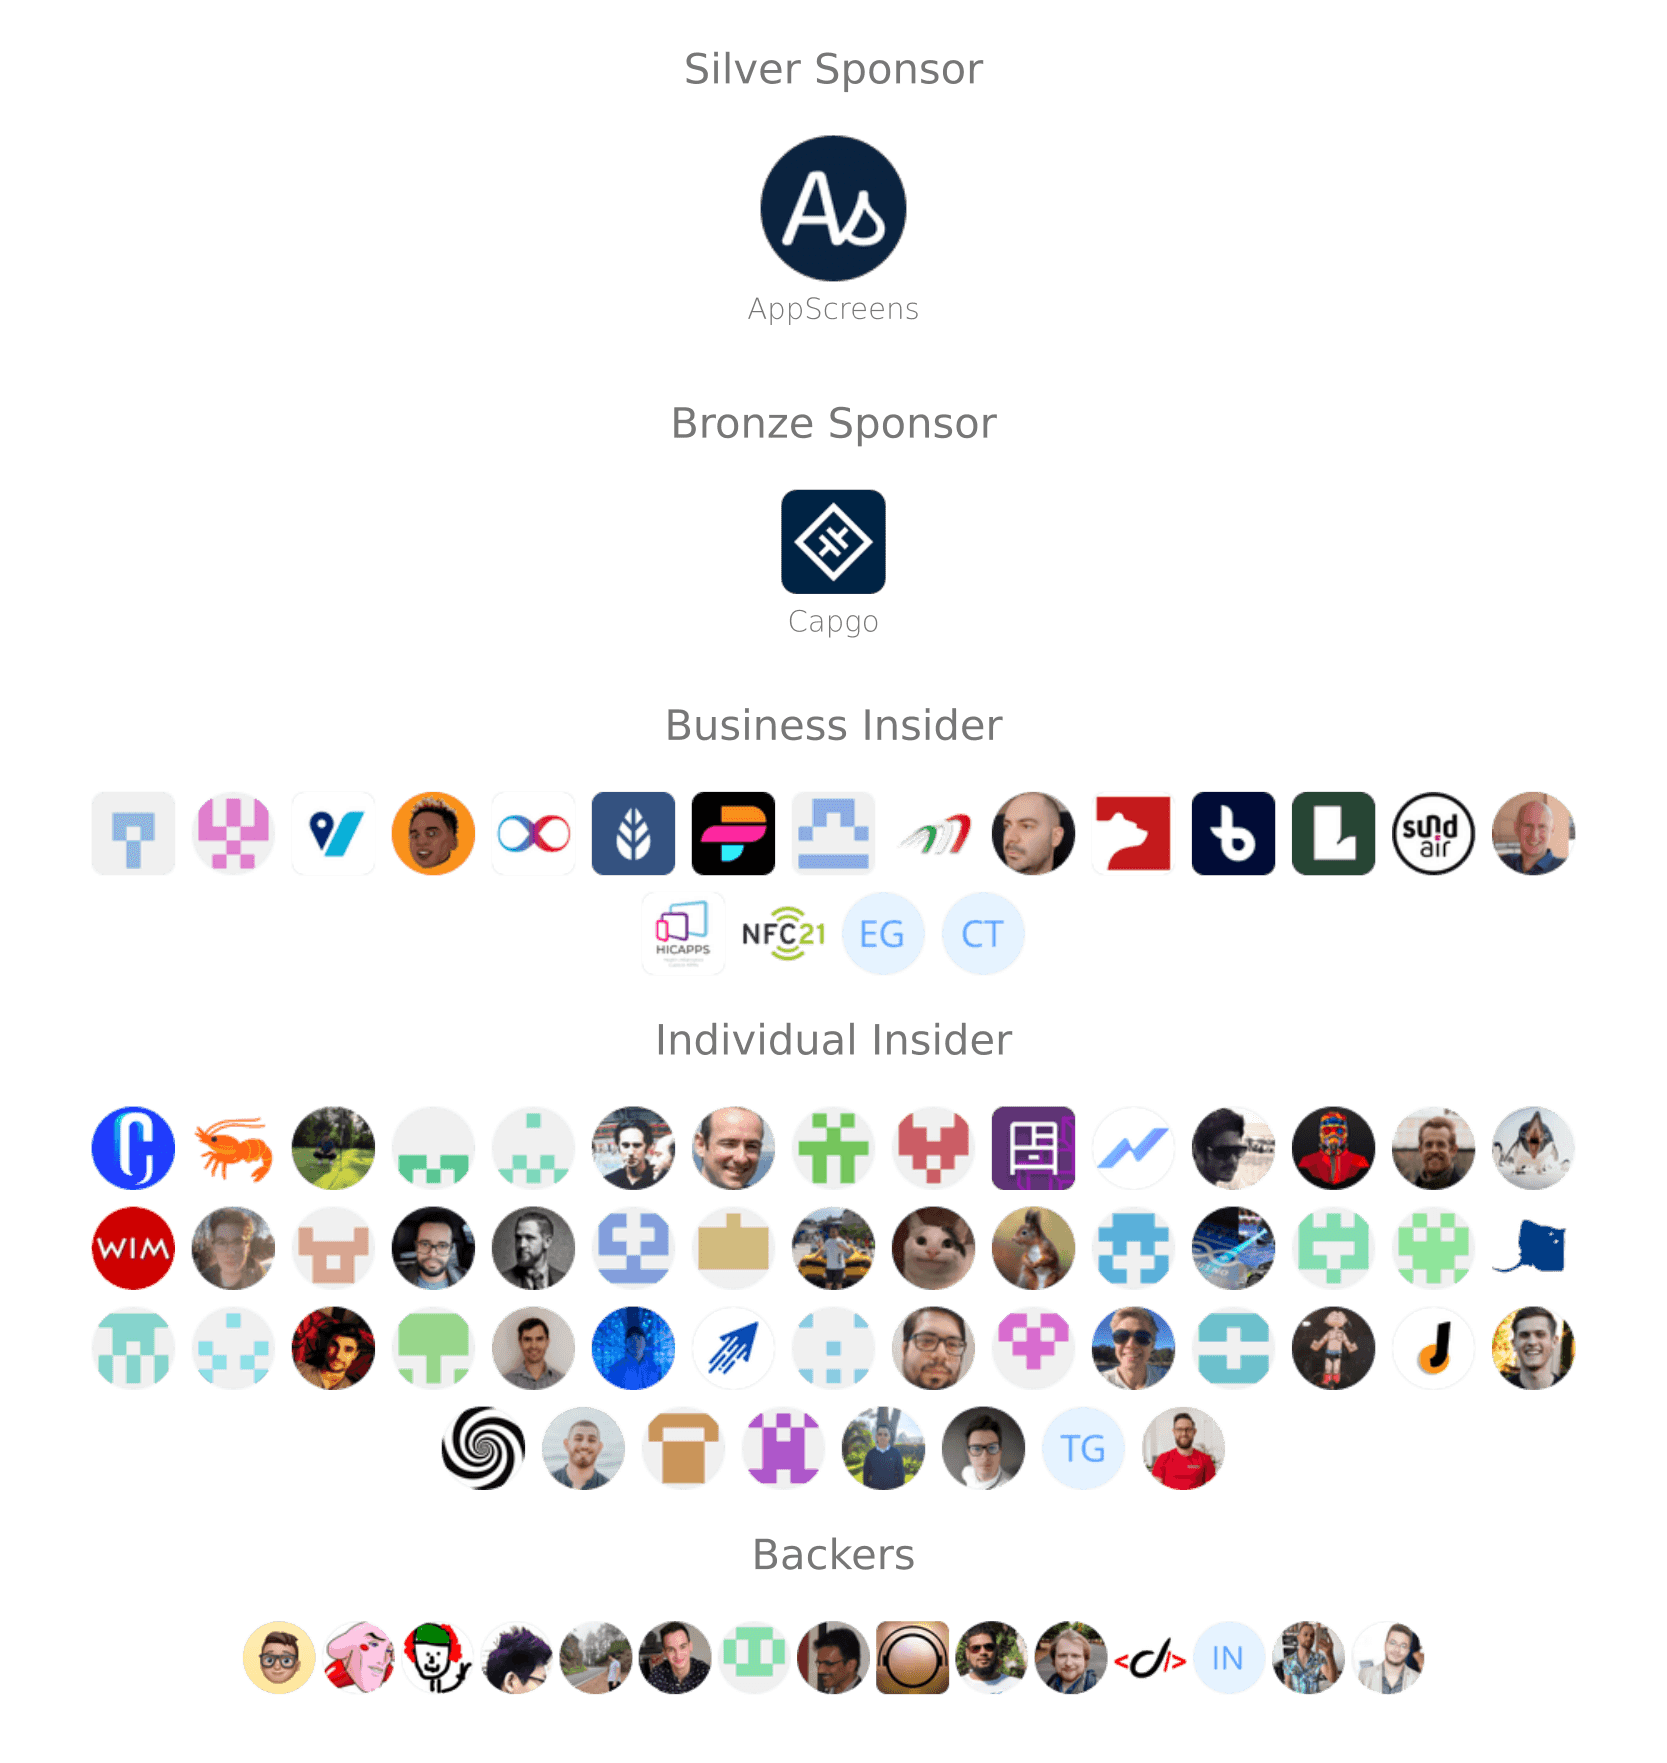 Silver Sponsor
As
AppScreens
Bronze Sponsor
Capgo
Business Insider
sund
air
HICAPPS
NFC21
EG
CT
Individual Insider
WIM
TG
Backers
IN